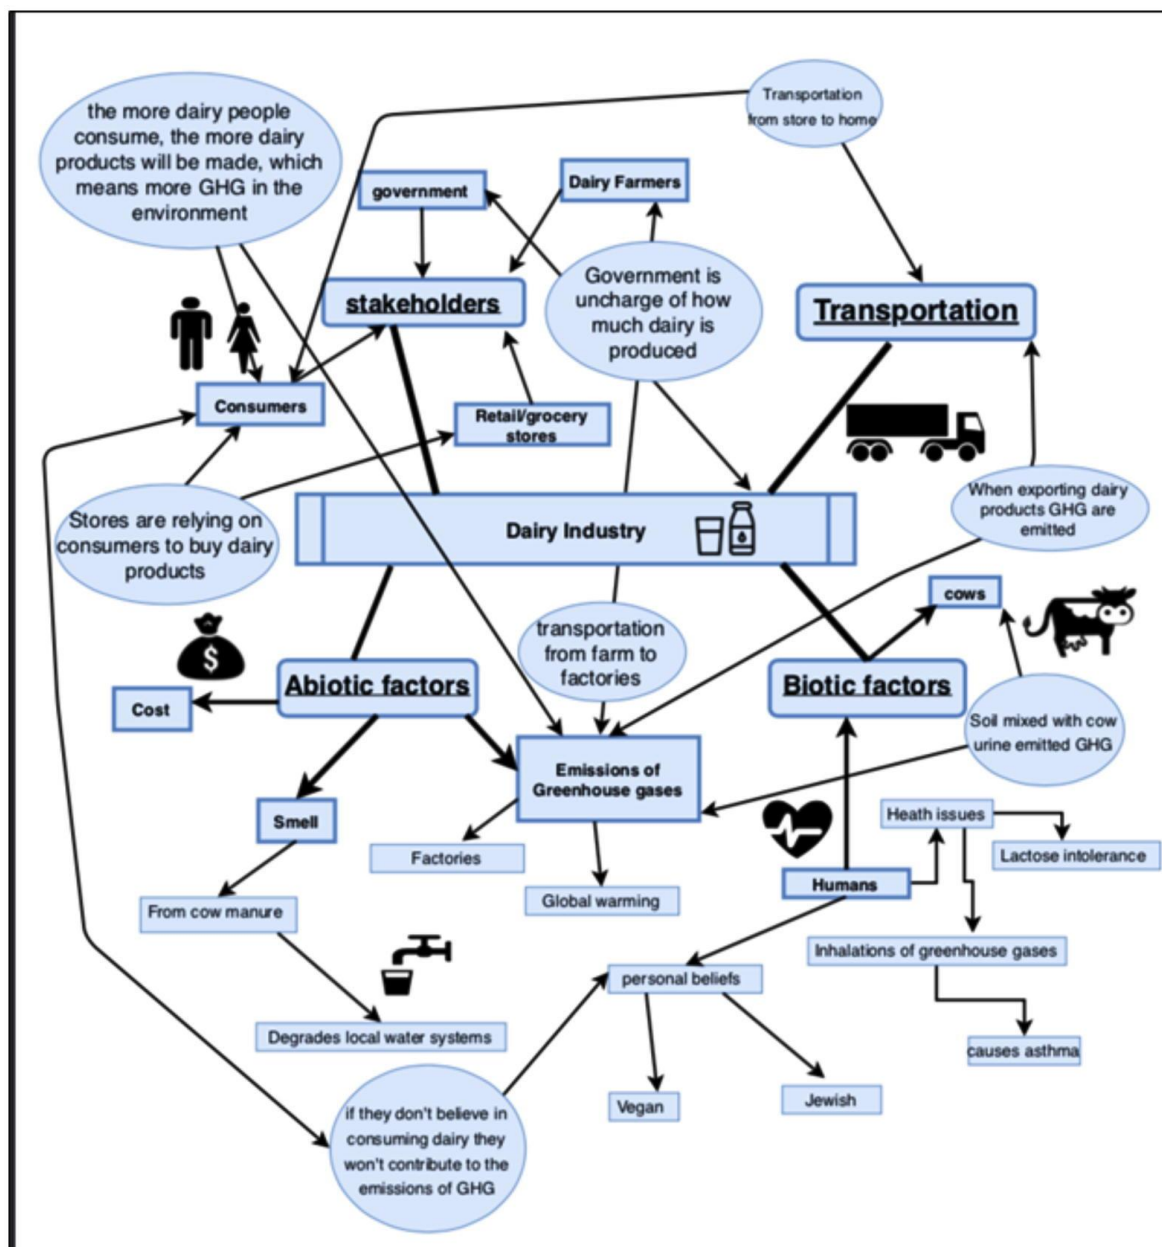 the more dairy people
consume, the more dairy
products will be made, which
means more GHG in the
environment
Transportation
from store to home
government
Dairy Farmers
stakeholders
Government is
uncharge of how
much dairy is
produced
Transportation
Consumers
Retail/grocery
stores
Stores are relying on
consumers to buy dairy
products
Dairy Industry
When exporting dairy
products GHG are
emitted
cows
$
transportation
from farm to
factories
Abiotic factors
Biotic factors
Cost
Soil mixed with cow
urine emitted GHG
Emissions of
Greenhouse gases
Smell
Heath issues
Factories
Lactose intolerance
Global warming
Humans
From cow manure
Inhalations of greenhouse gases
personal beliefs
Degrades local water systems
causes asthma
Vegan
Jewish
if they don't believe in
consuming dairy they
won't contribute to the
emissions of GHG